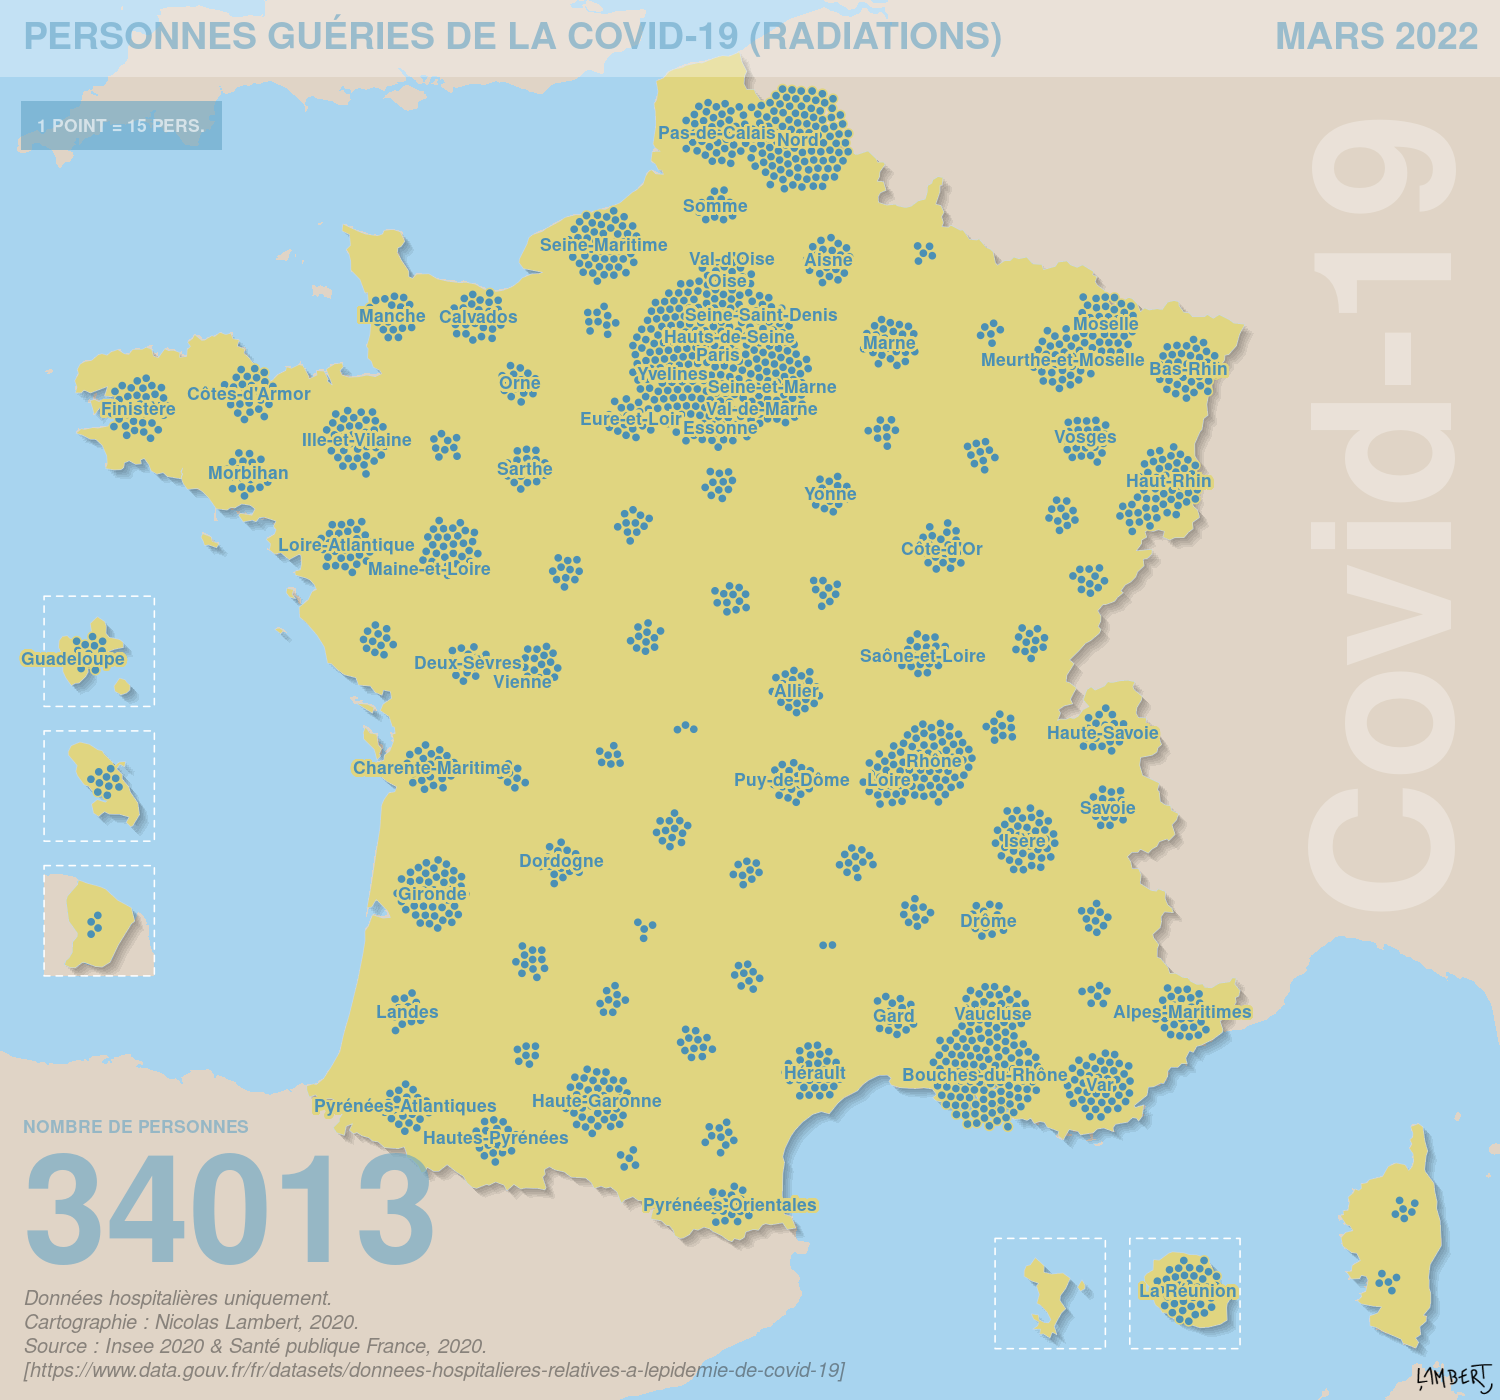 PERSONNES GUÉRIES DE LA COVID-19 (RADIATIONS)
MARS 2022
1 POINT = 15 PERS.
Covid-19
Pas-de-Calais
Nord
Somme
Seine-Maritime
Val-d'Oise
Aisne
Oise
Manche
Calvados
Seine-Saint-Denis
Moselle
Hauts-de-Seine
Marne
Paris
Meurthe-et-Moselle
Bas-Rhin
Yvelines
Orne
Seine-et-Marne
Côtes-d'Armor
Finistère
Val-de-Marne
Eure-et-Loir
Essonne
Ille-et-Vilaine
Vosges
Sarthe
Morbihan
Haut-Rhin
Yonne
Loire-Atlantique
Côte-d'Or
Maine-et-Loire
Guadeloupe
Deux-Sèvres
Saône-et-Loire
Vienne
Allier
Haute-Savoie
Rhône
Charente-Maritime
Puy-de-Dôme
Loire
Savoie
Isère
Dordogne
Gironde
Drôme
Landes
Gard
Vaucluse
Alpes-Maritimes
Hérault
Bouches-du-Rhône
Var
Haute-Garonne
Pyrénées-Atlantiques
Hautes-Pyrénées
Pyrénées-Orientales
La Réunion
NOMBRE DE PERSONNES
34013
Données hospitalières uniquement.
Cartographie : Nicolas Lambert, 2020.
Source : Insee 2020 & Santé publique France, 2020.
[https://www.data.gouv.fr/fr/datasets/donnees-hospitalieres-relatives-a-lepidemie-de-covid-19]
LAMBERT